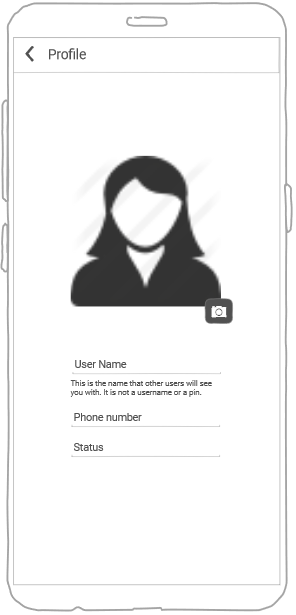 Profile
User Name
This is the name that other users will see
you with. It is not a username or a pin.
Phone number
Status